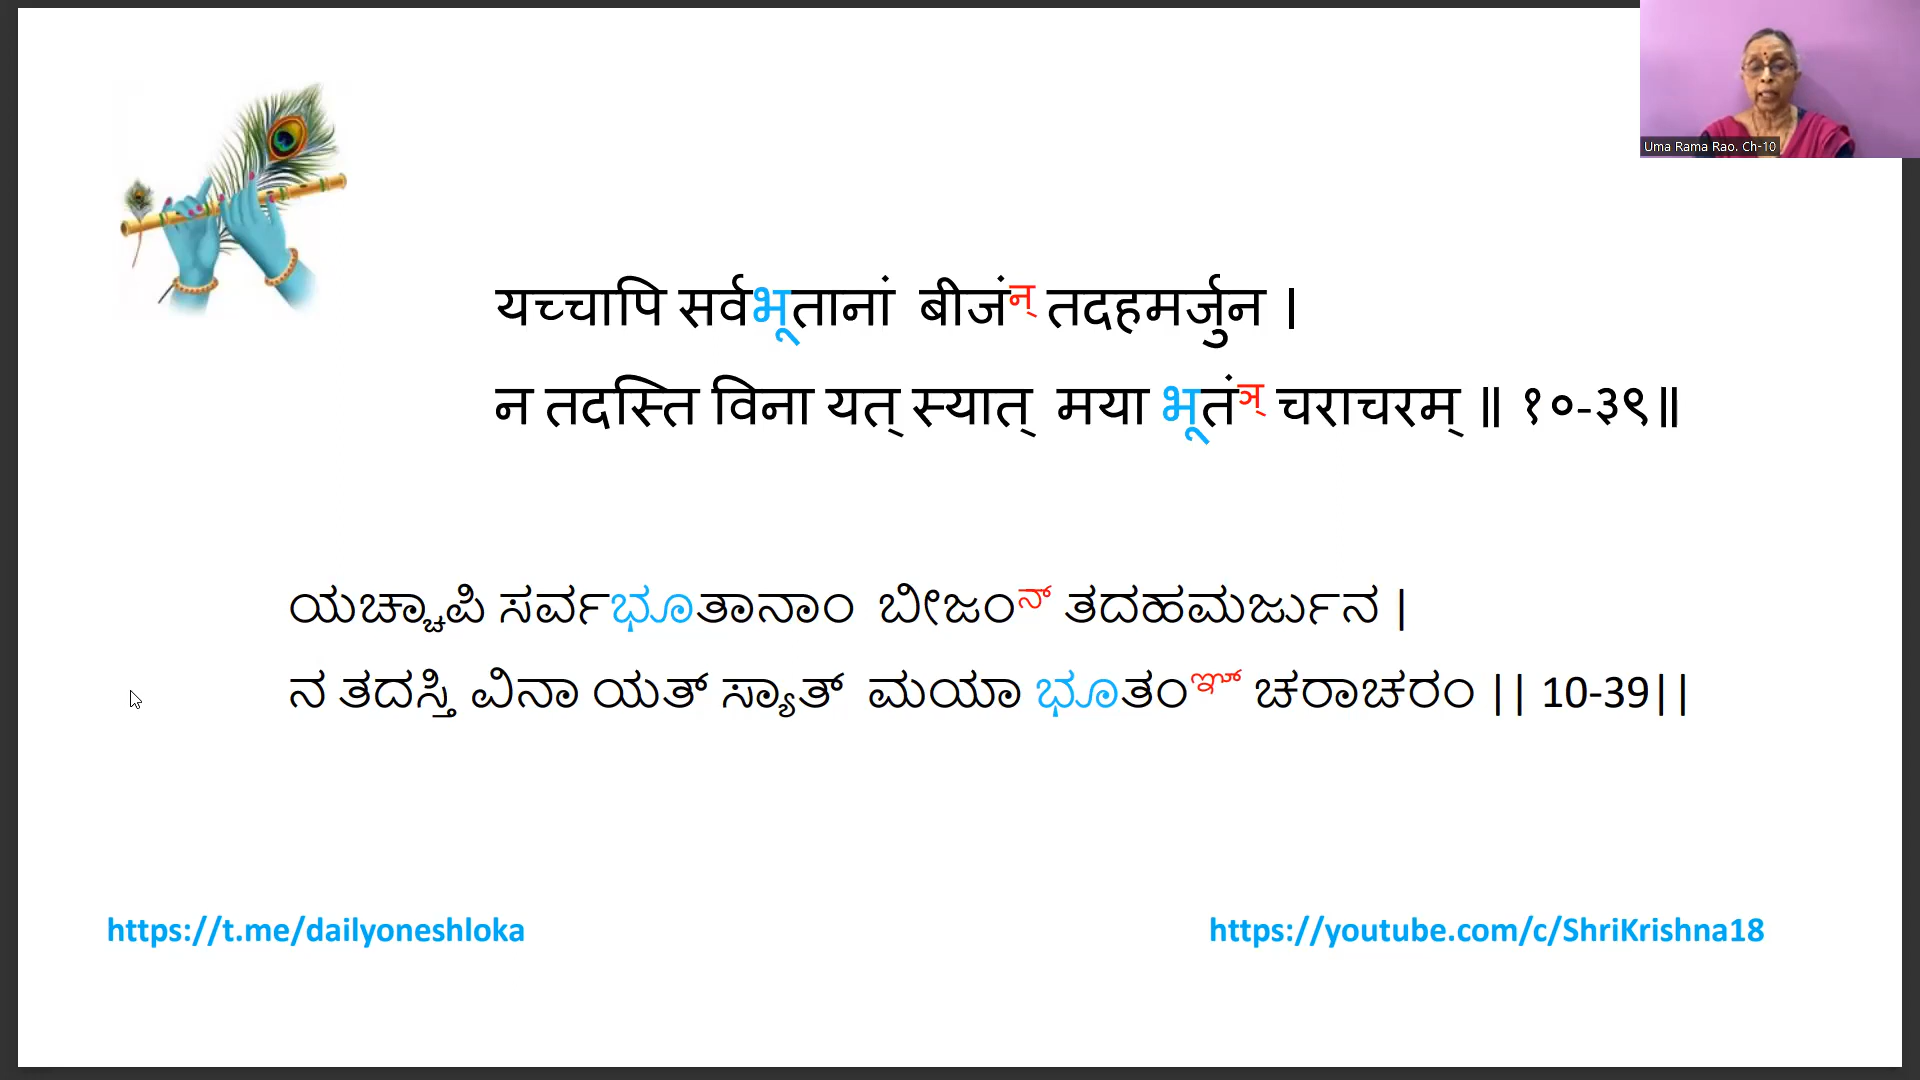 Uma Rama Rao. Ch-10
यच्चापि सर्वभूतानां बीजंन् तदहमर्जुन ।
न तदस्ति विना यत् स्यात् मया भूतंञ् चराचरम् ॥ १०-३९॥
ಯಚ್ಚಾಪಿ ಸರ್ವಭೂತಾನಾಂ ಬೀಜಂನ್ ತದಹಮರ್ಜುನ |
ನ ತದಸ್ತಿ ವಿನಾ ಯತ್ ಸ್ಯಾತ್ ಮಯಾ ಭೂತಂಞ್ ಚರಾಚರಂ || 10-39||
https://t.me/dailyoneshloka
https://youtube.com/c/ShriKrishna18